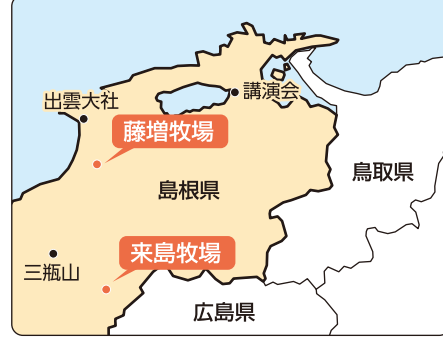 出雲大社
講演会
藤増牧場
鳥取県
島根県
来島牧場
三瓶山
広島県